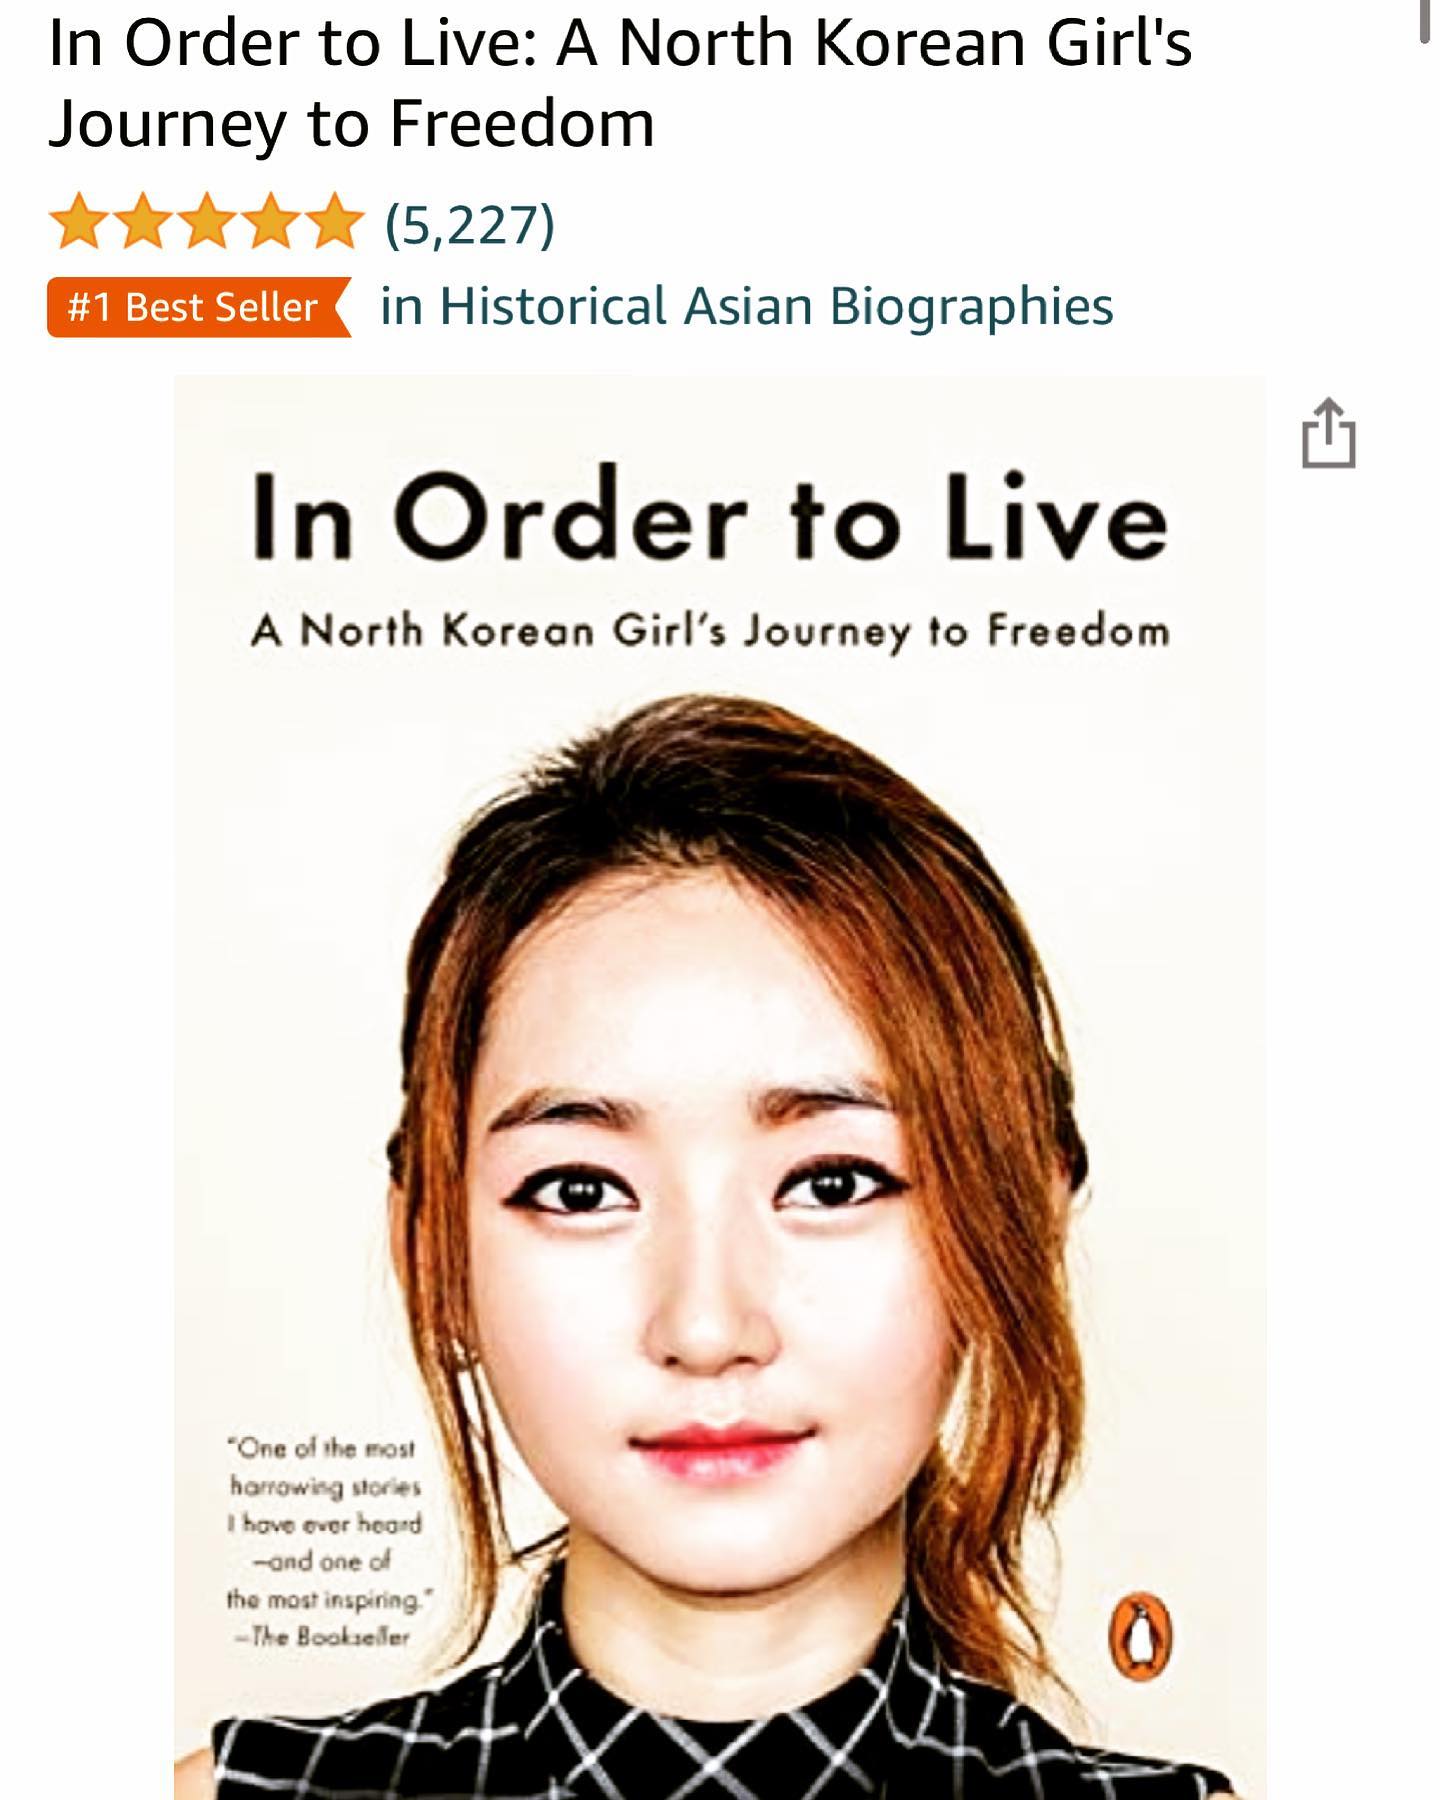 In Order to Live: A North Korean Girl's
Journey to Freedom
(5,227)
#1 Best Seller in Historical Asian Biographies
In Order to Live
A North Korean Girl's Journey to Freedom
"One of the most
harrowing stories
I have ever heard
—and one of
the most inspiring."
—The Bookseller